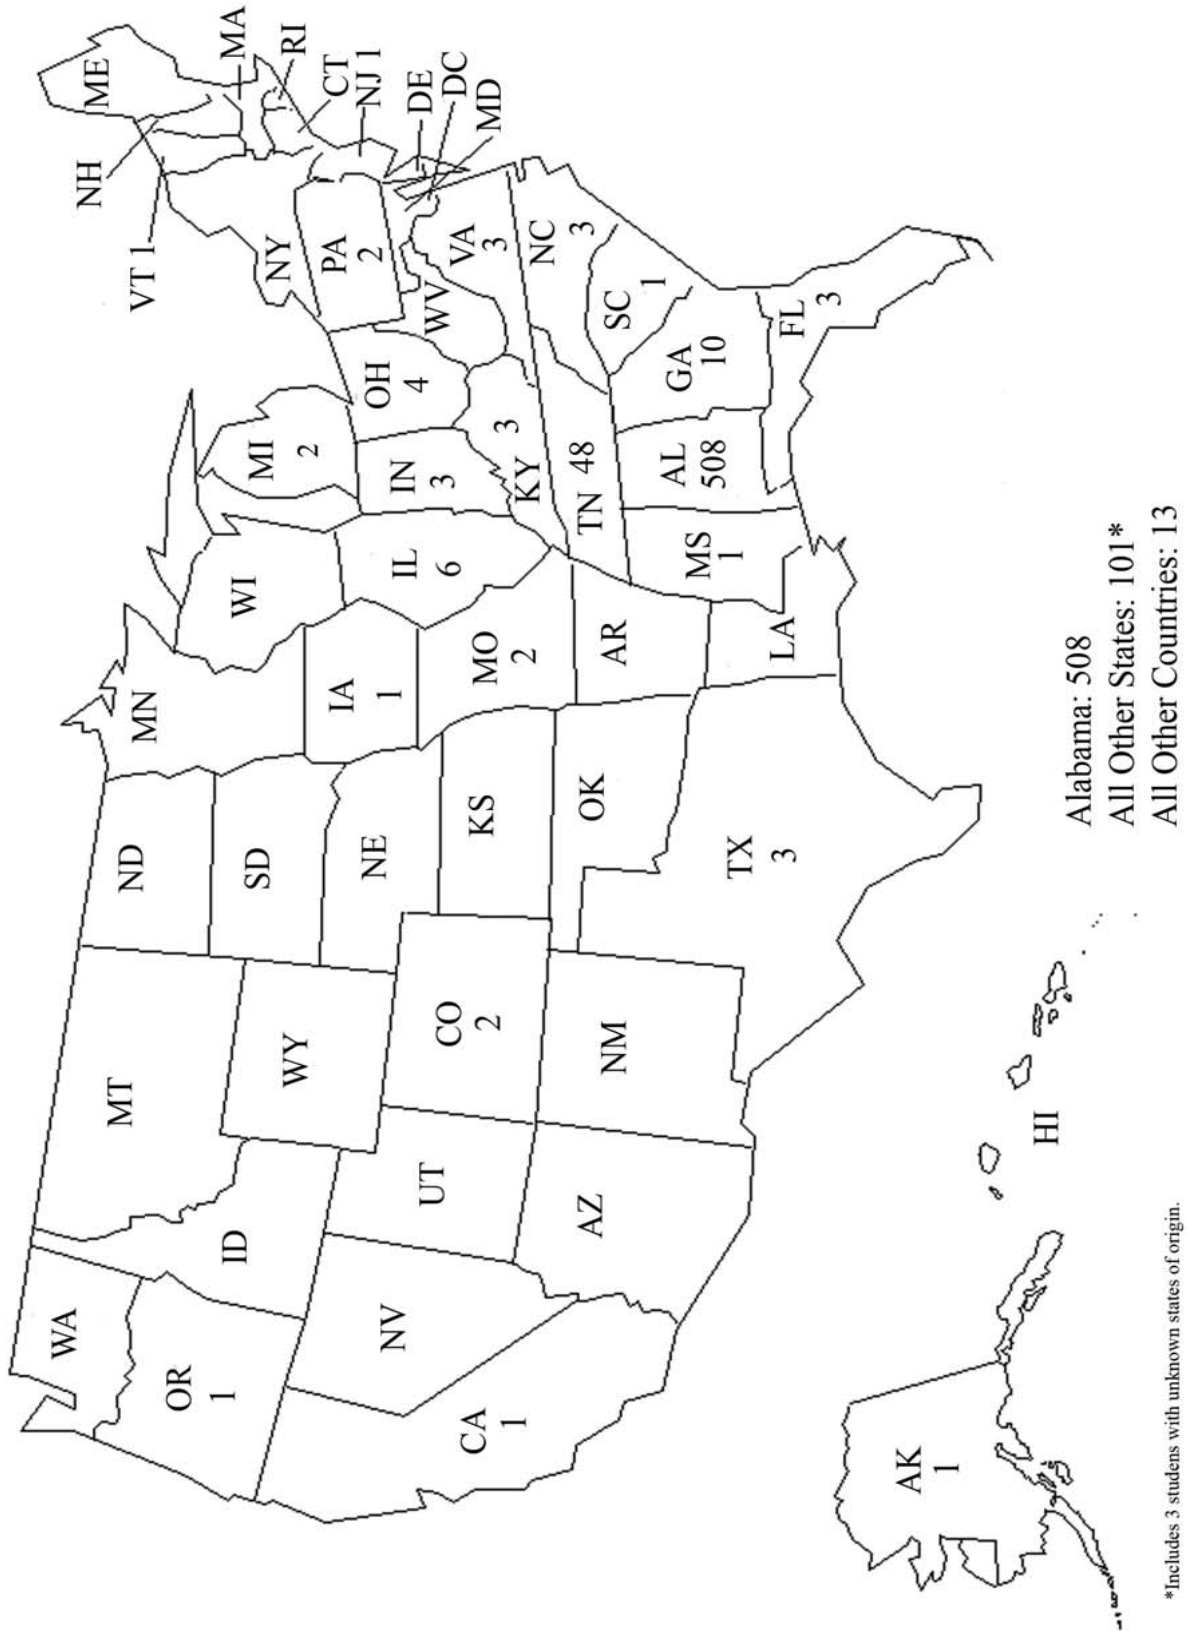 WA
OR
1
CA
1
NV
ID
MT
WY
UT
AZ
CO
2
NM
ND
SD
NE
KS
OK
TX
3
MN
IA
1
MO
2
AR
LA
WI
IL
6
MI
2
IN
3
OH
4
KY 3
TN 48
MS
1
AL
508
GA
10
FL
3
SC
1
NC
3
VA
3
WV
PA
2
NY
VT 1
NH
ME
MA
RI
CT
NJ 1
DE
DC
MD
AK
1
HI
Alabama: 508
All Other States: 101*
All Other Countries: 13
*Includes 3 studens with unknown states of origin.